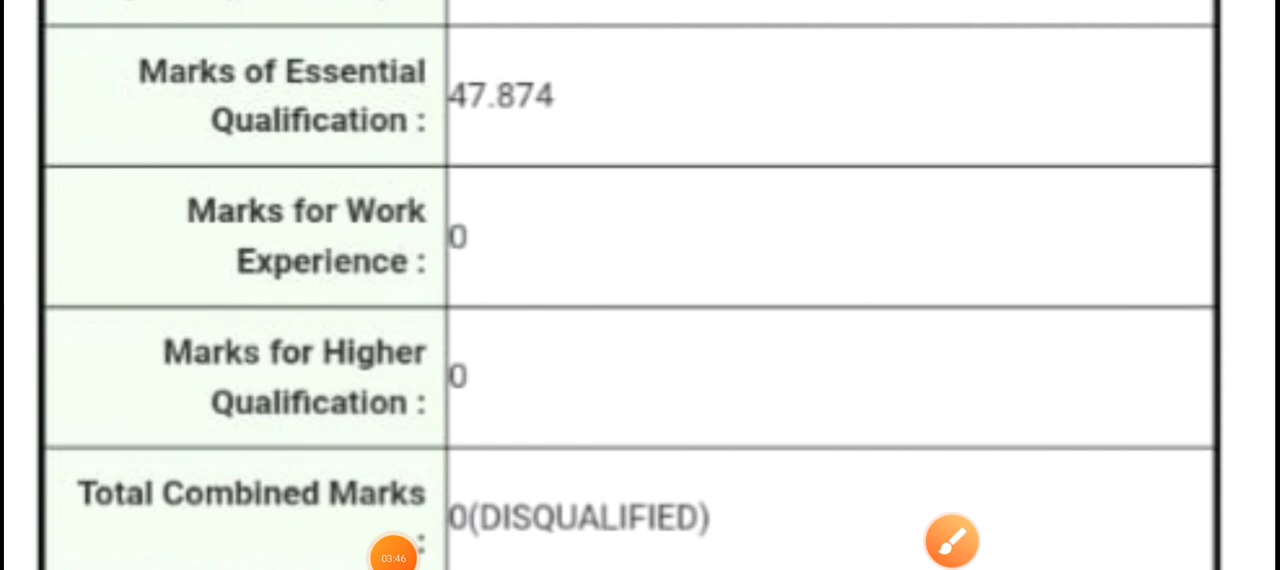 Marks of Essential
Qualification :
47.874
Marks for Work
Experience :
0
Marks for Higher
Qualification :
0
Total Combined Marks
:
0(DISQUALIFIED)
03:46